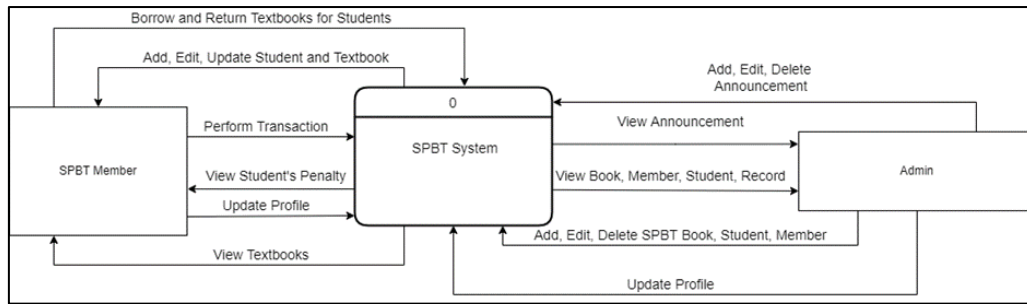 Borrow and Return Textbooks for Students
Add, Edit, Update Student and Textbook
Add, Edit, Delete
Announcement
0
Perform Transaction
View Announcement
SPBT System
SPBT Member
Admin
View Student's Penalty
View Book, Member, Student, Record
Update Profile
Add, Edit, Delete SPBT Book, Student, Member
View Textbooks
Update Profile